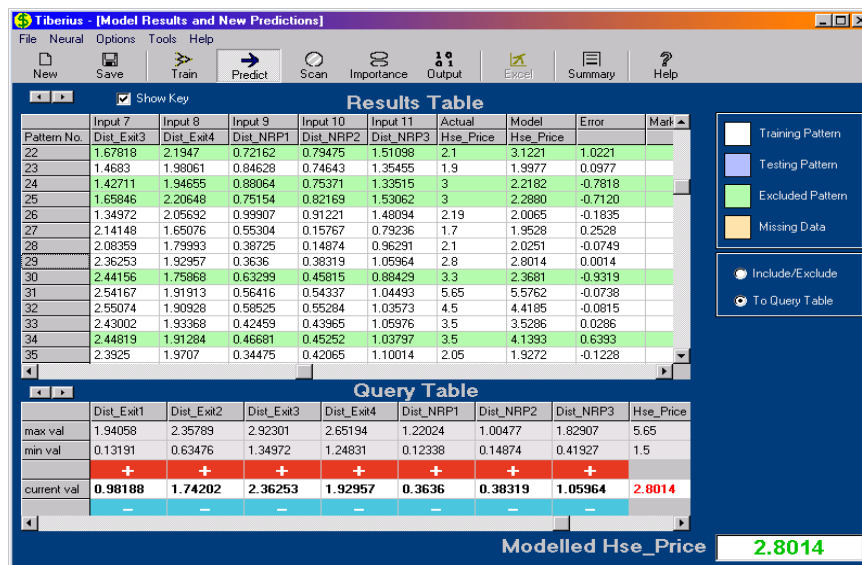 Tiberius - [Model Results and New Predictions]
File Neural Options Tools Help
New Save Train Predict Scan Importance Output Excel Summary Help
Show Key
Results Table
Input 7 Input 8 Input 9 Input 10 Input 11 Actual Model Error Mark
Pattern No. Dist_Exit3 Dist_Exit4 Dist_NRP1 Dist_NRP2 Dist_NRP3 Hse_Price Hse_Price
22 1.67818 2.1947 0.72162 0.79475 1.51098 2.1 3.1221 1.0221
23 1.4683 1.98061 0.84628 0.74643 1.35455 1.9 1.9977 0.0977
24 1.42711 1.94655 0.88064 0.75371 1.33515 3 2.2182 -0.7818
25 1.65846 2.20648 0.75154 0.82169 1.53062 3 2.2880 -0.7120
26 1.34972 2.05692 0.99907 0.91221 1.48094 2.19 2.0065 -0.1835
27 2.14148 1.65076 0.55304 0.15767 0.79236 1.7 1.9528 0.2528
28 2.08359 1.79993 0.38725 0.14874 0.96291 2.1 2.0251 -0.0749
29 2.36253 1.92957 0.3636 0.38319 1.05964 2.8 2.8014 0.0014
30 2.44156 1.75868 0.63299 0.45815 0.88429 3.3 2.3681 -0.9319
31 2.54167 1.91913 0.56416 0.54337 1.04493 5.65 5.5762 -0.0738
32 2.55074 1.90928 0.58525 0.55284 1.03573 4.5 4.4185 -0.0815
33 2.43002 1.93368 0.42459 0.43965 1.05976 3.5 3.5286 0.0286
34 2.44819 1.91284 0.46681 0.45252 1.03797 3.5 4.1393 0.6393
35 2.3925 1.9707 0.34475 0.42065 1.10014 2.05 1.9272 -0.1228
Training Pattern
Testing Pattern
Excluded Pattern
Missing Data
Include/Exclude
To Query Table
Query Table
Dist_Exit1 Dist_Exit2 Dist_Exit3 Dist_Exit4 Dist_NRP1 Dist_NRP2 Dist_NRP3 Hse_Price
max val 1.94058 2.35789 2.92301 2.65194 1.22024 1.00477 1.82907 5.65
min val 0.13191 0.63476 1.34972 1.24831 0.12338 0.14874 0.41927 1.5
+ + + + + + +
current val 0.98188 1.74202 2.36253 1.92957 0.3636 0.38319 1.05964 2.8014
- - - - - - -
Modelled Hse_Price 2.8014